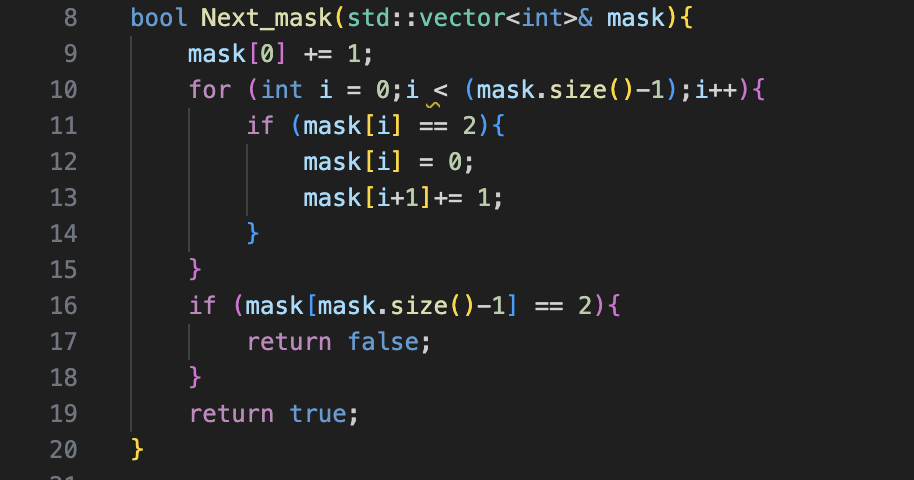 8 bool Next_mask(std::vector<int>& mask){
9 mask[0] += 1;
10 for (int i = 0;i < (mask.size()-1);i++){
11 if (mask[i] == 2){
12 mask[i] = 0;
13 mask[i+1]+= 1;
14 }
15 }
16 if (mask[mask.size()-1] == 2){
17 return false;
18 }
19 return true;
20 }